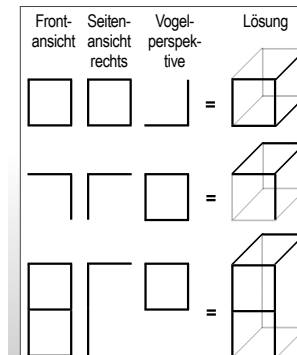 Front- Seiten- Vogel- Lösung
ansicht ansicht perspek-
rechts tive
=
=
=